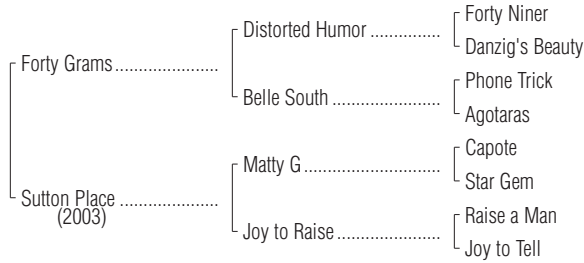 Forty Niner
Distorted Humor
Danzig's Beauty
Forty Grams
Phone Trick
Belle South
Agotaras
Capote
Matty G
Star Gem
Sutton Place
(2003)
Raise a Man
Joy to Raise
Joy to Tell